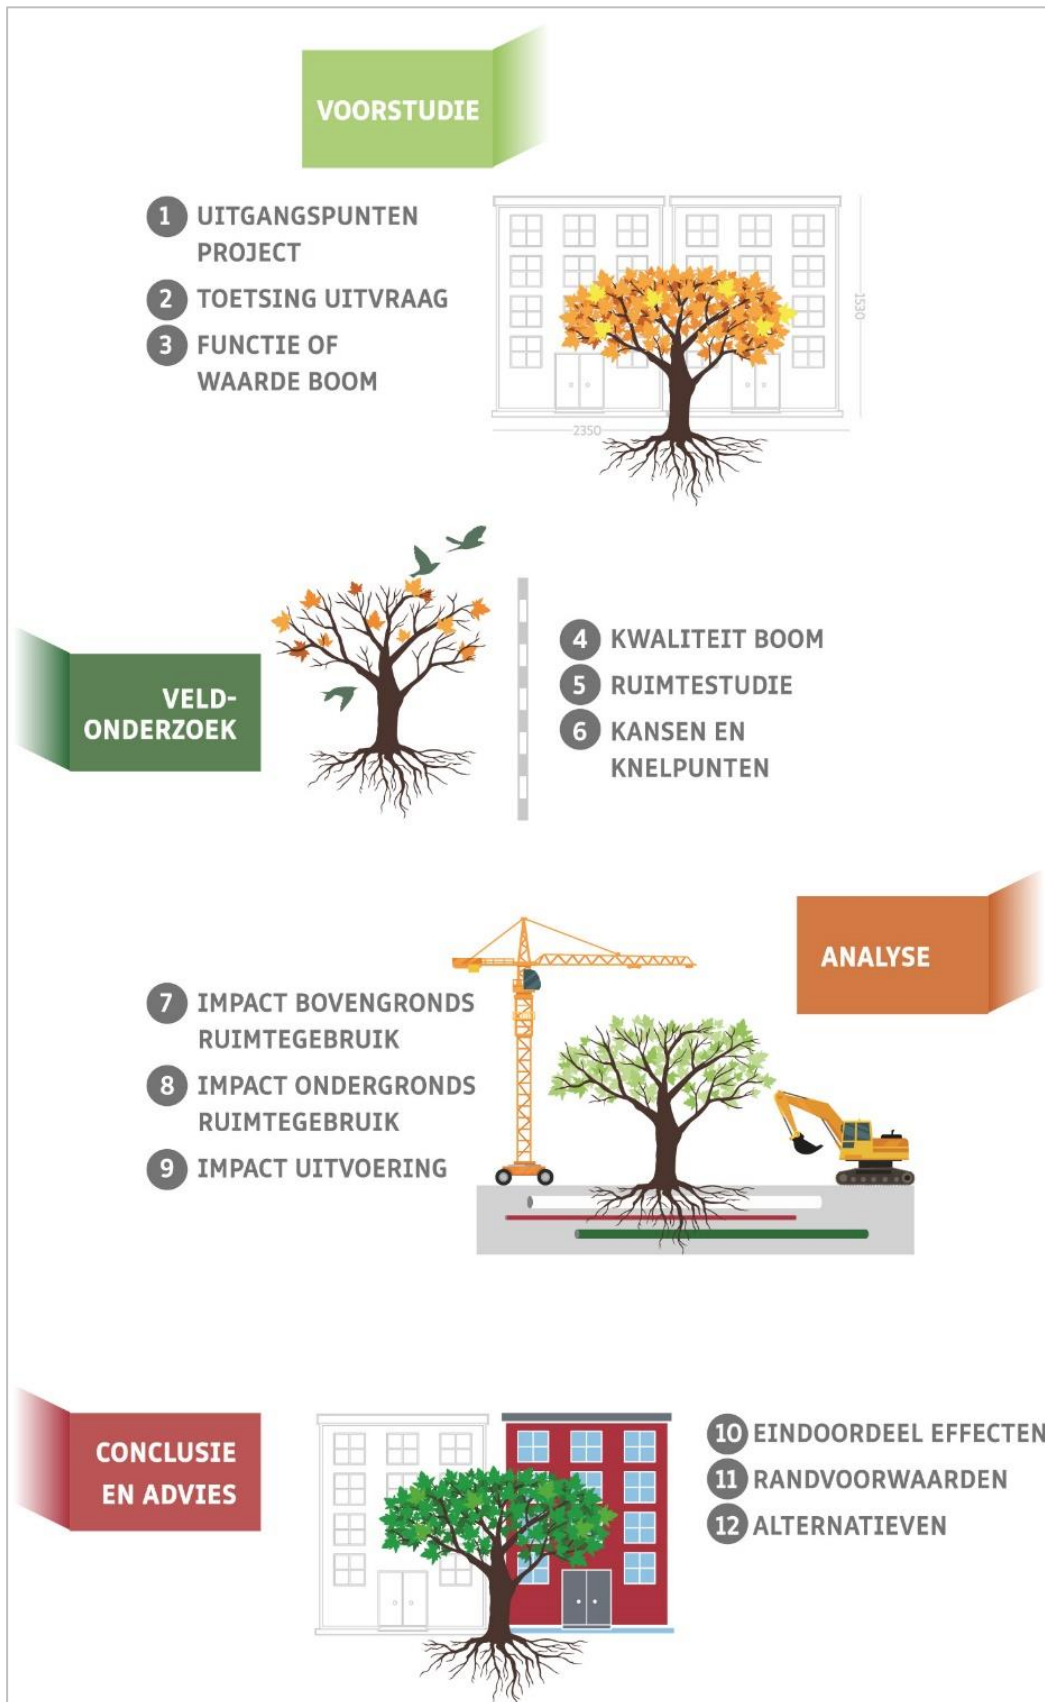 VOORSTUDIE
1 UITGANGSPUNTEN
PROJECT
2 TOETSING UITVRAAG
3 FUNCTIE OF
WAARDE BOOM
1530
2350
VELD-
ONDERZOEK
4 KWALITEIT BOOM
5 RUIMTESTUDIE
6 KANSEN EN
KNELPUNTEN
ANALYSE
7 IMPACT BOVENGRONDS
RUIMTEGEBRUIK
8 IMPACT ONDERGRONDS
RUIMTEGEBRUIK
9 IMPACT UITVOERING
CONCLUSIE
EN ADVIES
10 EINDOORDEEL EFFECTEN
11 RANDVOORWAARDEN
12 ALTERNATIEVEN